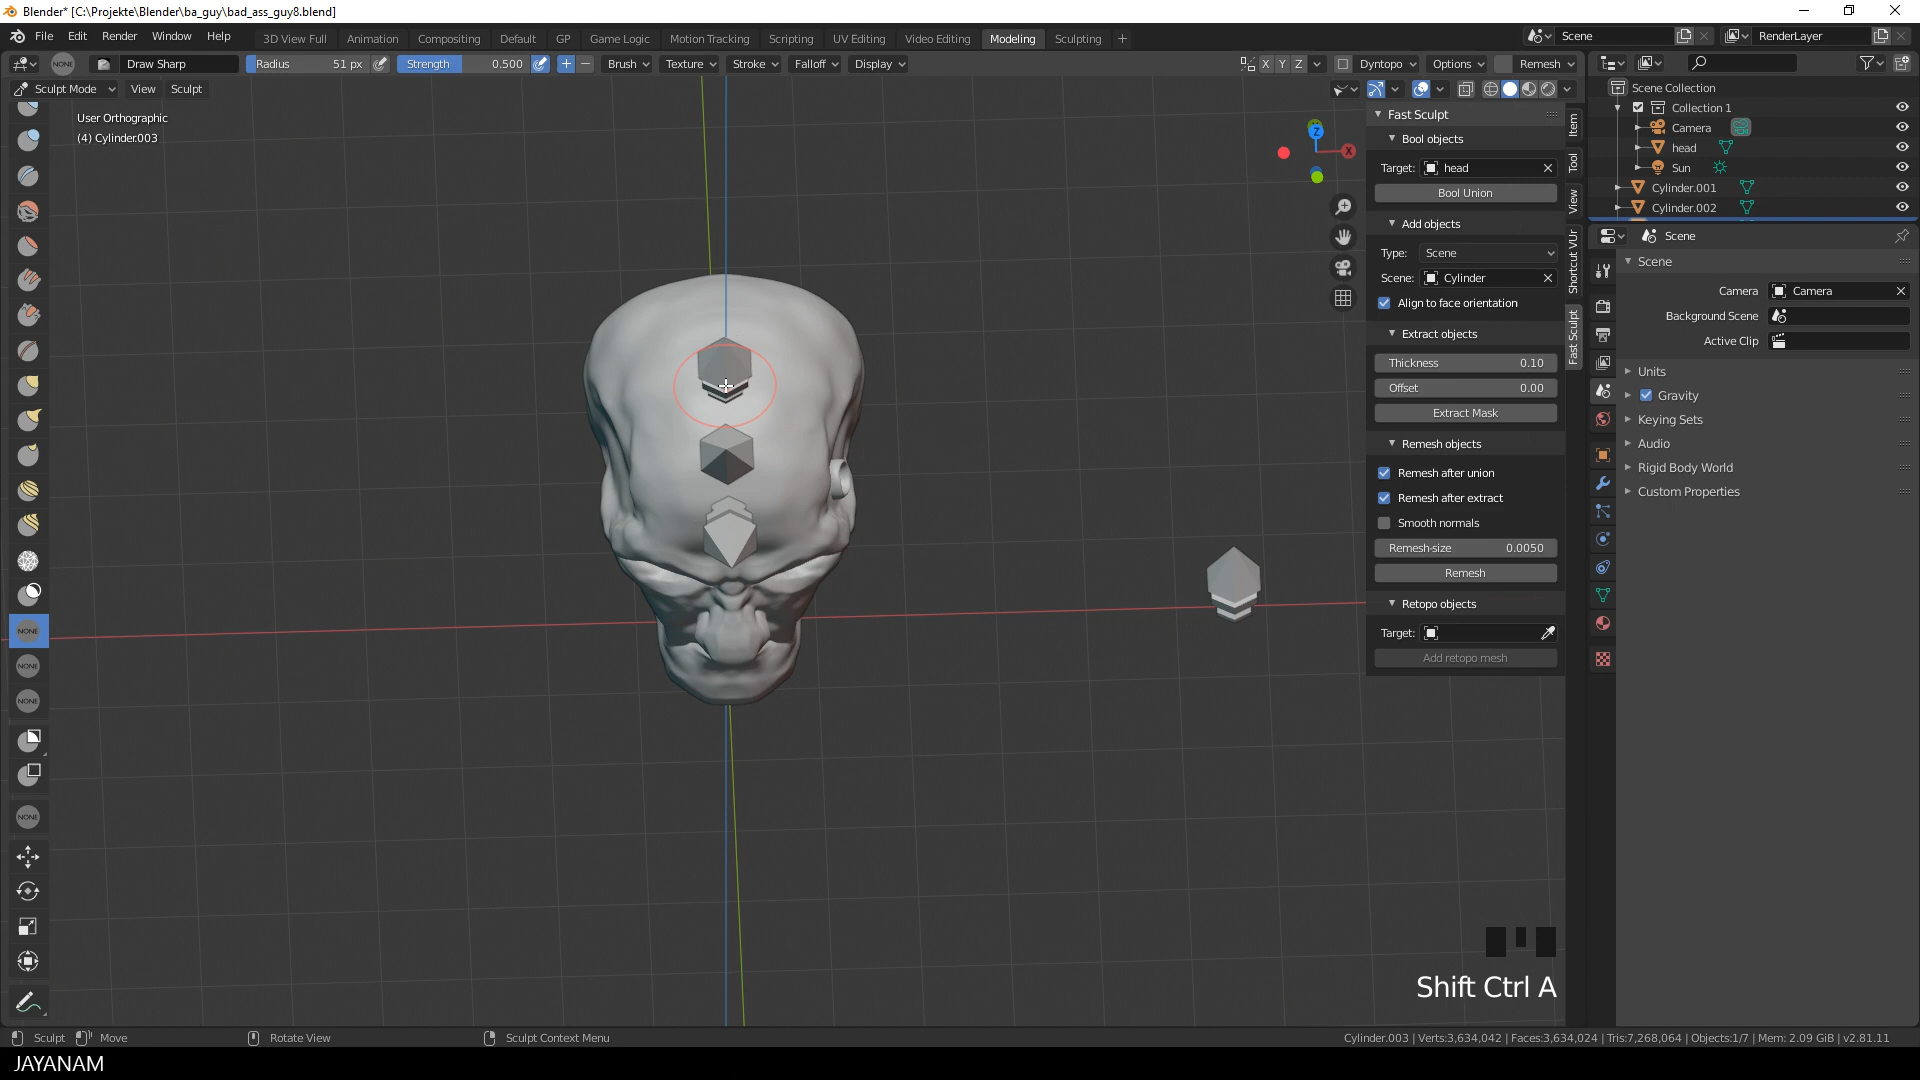 Blender* [C:\Projekte\Blender\ba_guy\bad_ass_guy8.blend]
File Edit Render Window Help
3D View Full Animation Compositing Default GP Game Logic Motion Tracking Scripting UV Editing Video Editing Modeling Sculpting +
Scene
RenderLayer
NONE Draw Sharp Radius 51 px Strength 0.500 Brush Texture Stroke Falloff Display
X Y Z Dyntopo Options Remesh
Sculpt Mode View Sculpt
User Orthographic
(4) Cylinder.003
Z
X
NONE
NONE
NONE
NONE
Fast Sculpt
Bool objects
Target: head
Bool Union
Add objects
Type: Scene
Scene: Cylinder
Align to face orientation
Extract objects
Thickness 0.10
Offset 0.00
Extract Mask
Remesh objects
Remesh after union
Remesh after extract
Smooth normals
Remesh-size 0.0050
Remesh
Retopo objects
Target:
Add retopo mesh
Item
Tool
View
Shortcut VUr
Fast Sculpt
Scene Collection
Collection 1
Camera
head
Sun
Cylinder.001
Cylinder.002
Scene
Scene
Camera Camera
Background Scene
Active Clip
Units
Gravity
Keying Sets
Audio
Rigid Body World
Custom Properties
Shift Ctrl A
Sculpt Move Rotate View Sculpt Context Menu
Cylinder.003 | Verts:3,634,042 | Faces:3,634,024 | Tris:7,268,064 | Objects:1/7 | Mem: 2.09 GiB | v2.81.11
JAYANAM